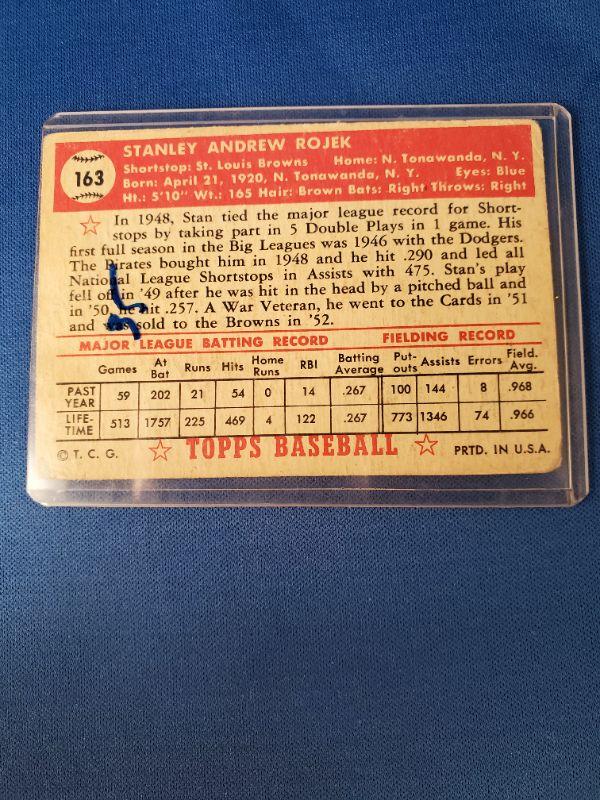 163
STANLEY ANDREW ROJEK
Shortstop: St. Louis Browns Home: N. Tonawanda, N. Y.
Born: April 21, 1920, N. Tonawanda, N. Y. Eyes: Blue
Ht.: 5'10" Wt.: 165 Hair: Brown Bats: Right Throws: Right
In 1948, Stan tied the major league record for Short-
stops by taking part in 5 Double Plays in 1 game. His
first full season in the Big Leagues was 1946 with the Dodgers.
The Pirates bought him in 1948 and he hit .290 and led all
National League Shortstops in Assists with 475. Stan's play
fell off in '49 after he was hit in the head by a pitched ball and
in '50, he hit .257. A War Veteran, he went to the Cards in '51
and was sold to the Browns in '52.
MAJOR LEAGUE BATTING RECORD FIELDING RECORD
Games At Bat Runs Hits Home Runs RBI Batting Average Put-outs Assists Errors Field. Avg.
PAST YEAR 59 202 21 54 0 14 .267 100 144 8 .968
LIFE-TIME 513 1757 225 469 4 122 .267 773 1346 74 .966
© T. C. G. TOPPS BASEBALL PRTD. IN U.S.A.